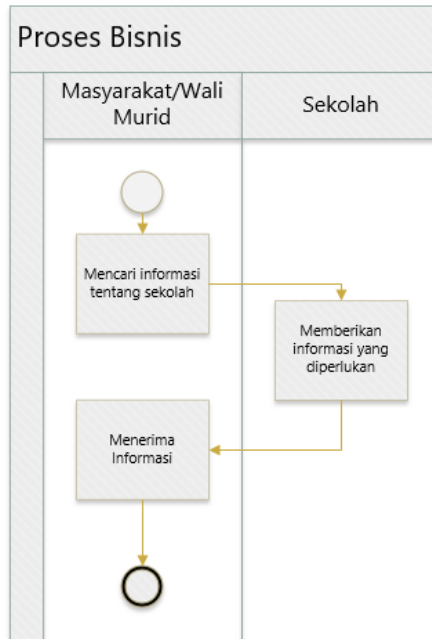 Proses Bisnis
Masyarakat/Wali
Murid
Sekolah
Mencari informasi
tentang sekolah
Memberikan
informasi yang
diperlukan
Menerima
Informasi